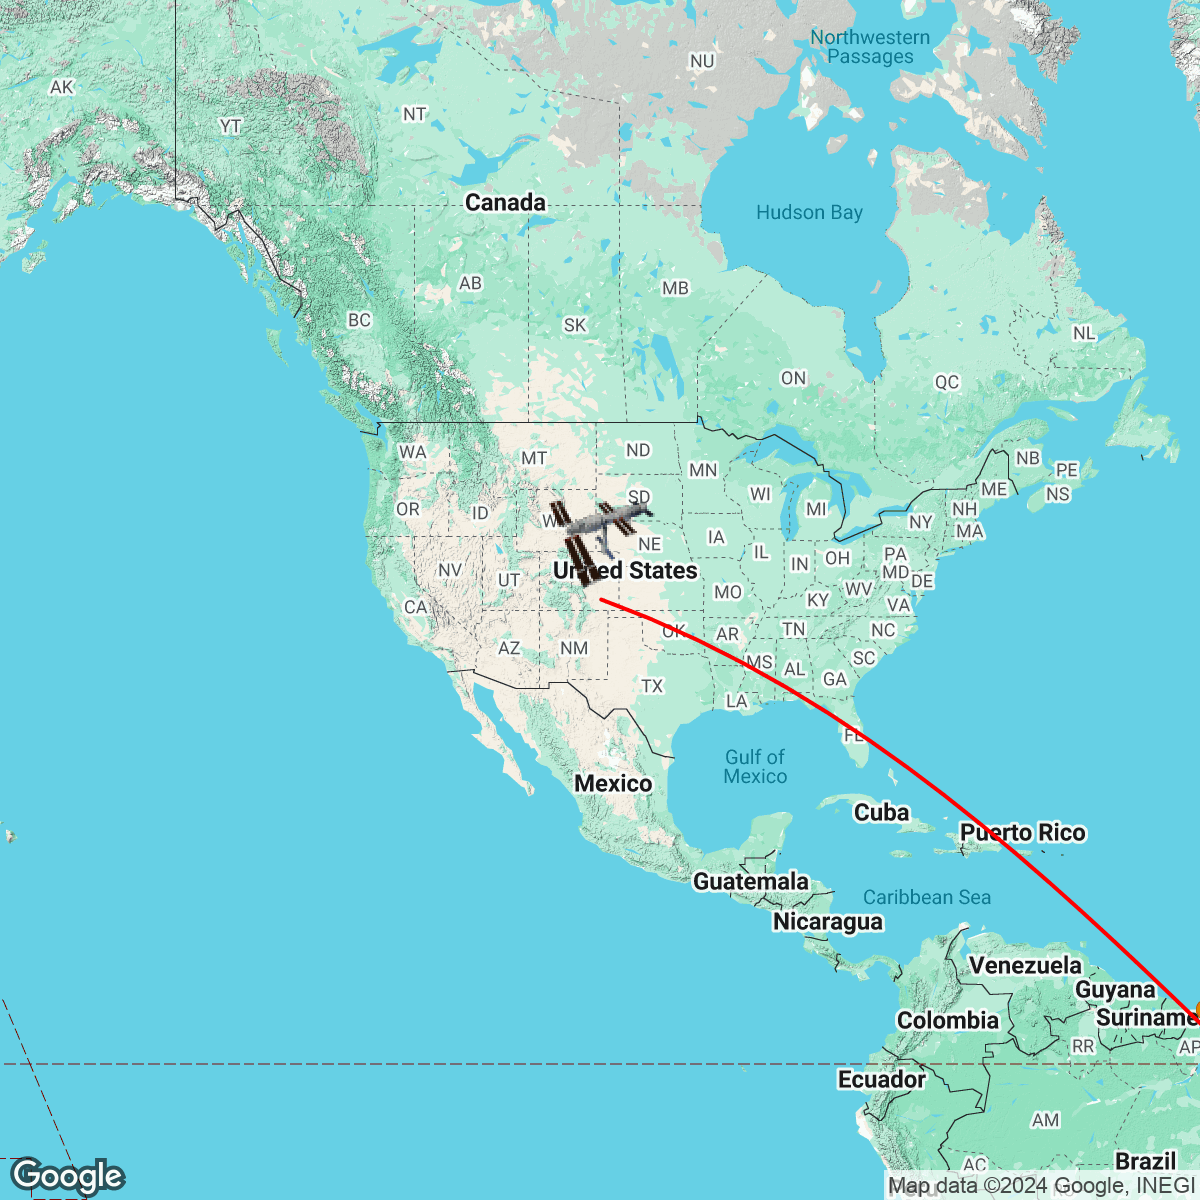 Northwestern
Passages
NU
AK
NT
YT
Canada
Hudson Bay
AB
MB
BC
SK
NL
ON
QC
WA
MT
ND
MN
NB
PE
ME
NS
OR
ID
SD
WI
MI
NY
NH
MA
W
NE
IA
IL
IN
OH
PA
NV
UT
United States
MO
MD
DE
WV
KY
VA
CA
OK
AR
TN
NC
AZ
NM
MS
AL
SC
TX
LA
GA
FL
Gulf of
Mexico
Mexico
Cuba
Puerto Rico
Guatemala
Caribbean Sea
Nicaragua
Venezuela
Guyana
Colombia
Suriname
RR
AP
Ecuador
AM
Brazil
AC
Peru
Google
Map data ©2024 Google, INEGI